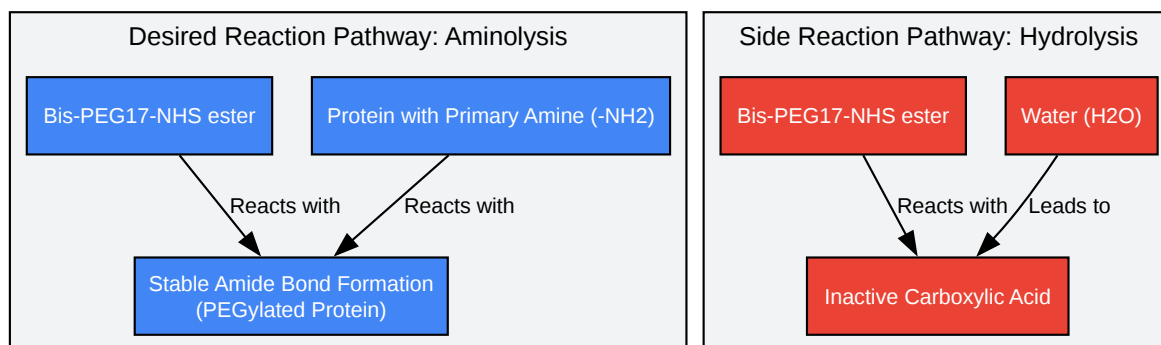 Desired Reaction Pathway: Aminolysis
Bis-PEG17-NHS ester
Protein with Primary Amine (-NH2)
Reacts with
Reacts with
Stable Amide Bond Formation
(PEGylated Protein)
Side Reaction Pathway: Hydrolysis
Bis-PEG17-NHS ester
Water (H2O)
Reacts with
Leads to
Inactive Carboxylic Acid